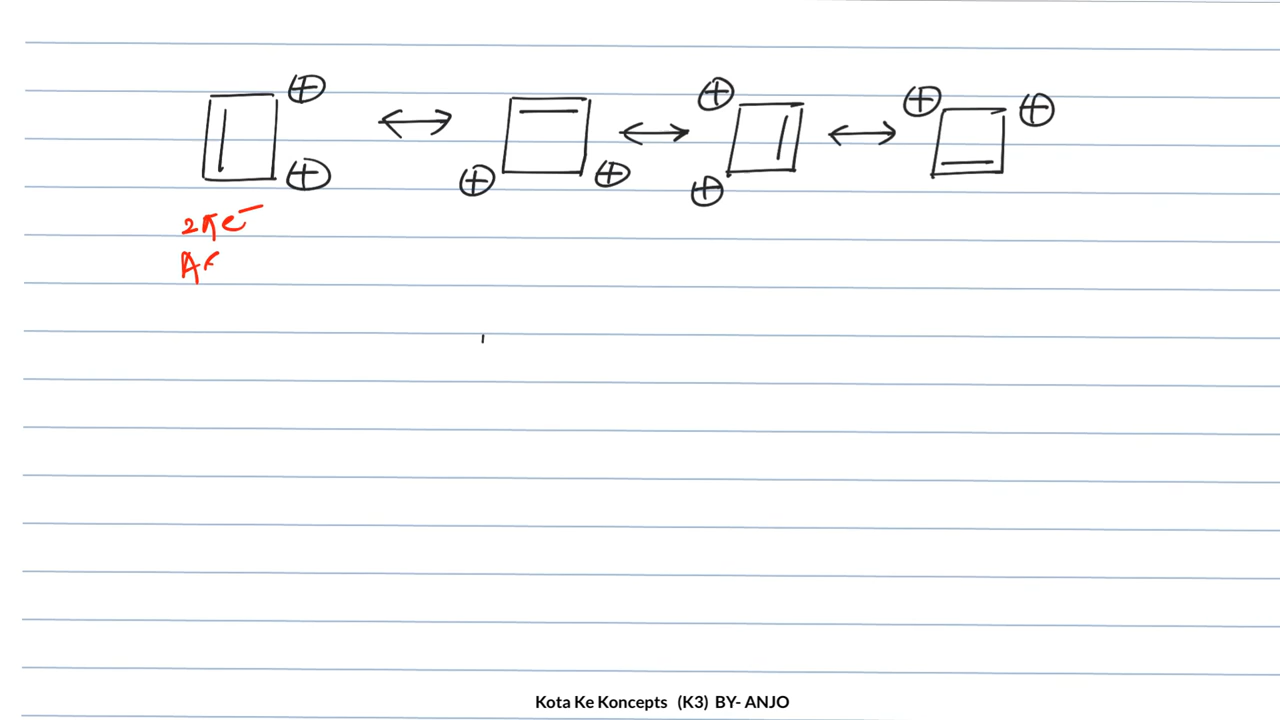 ⊕ ⊕ ↔ ⊕ ⊕ ↔ ⊕ ⊕ ↔ ⊕ ⊕
2πe⁻
Ar
Kota Ke Koncepts (K3) BY- ANJO